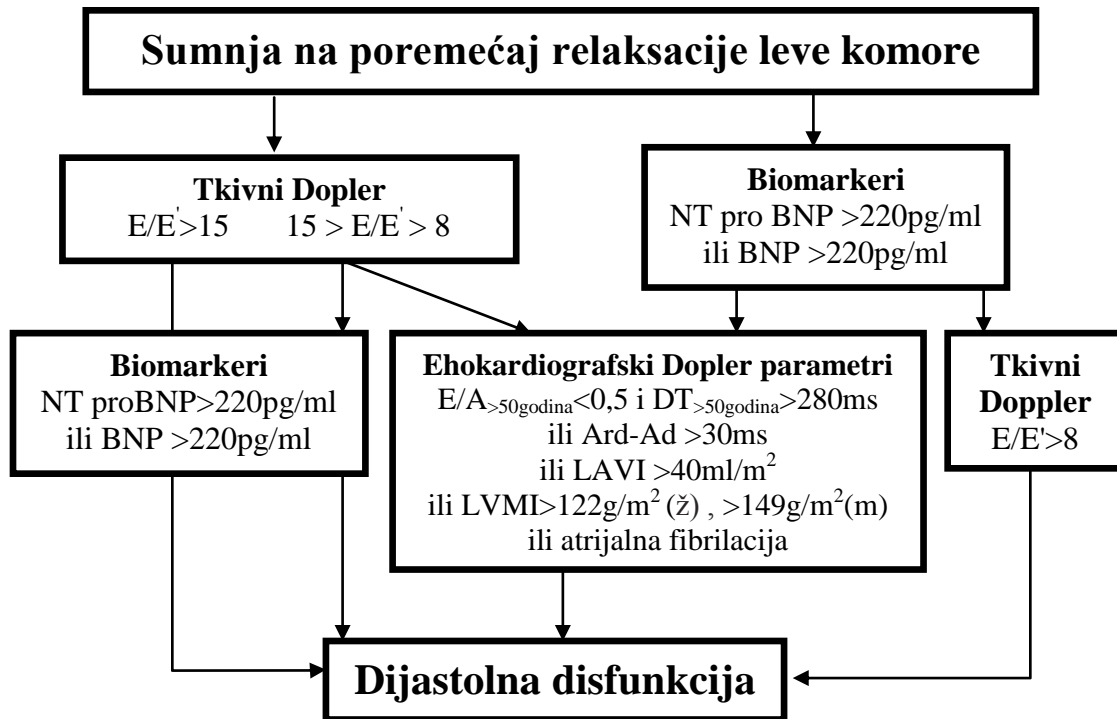 Sumnja na poremećaj relaksacije leve komore
Tkivni Dopler
E/E'>15 15 > E/E' > 8
Biomarkeri
NT pro BNP >220pg/ml
ili BNP >220pg/ml
Biomarkeri
NT proBNP>220pg/ml
ili BNP >220pg/ml
Ehokardiografski Dopler parametri
E/A>50godina<0,5 i DT>50godina>280ms
ili Ard-Ad >30ms
ili LAVI >40ml/m²
ili LVMI>122g/m² (ž) , >149g/m²(m)
ili atrijalna fibrilacija
Tkivni
Doppler
E/E'>8
Dijastolna disfunkcija